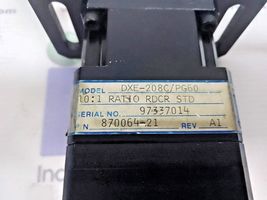 MODEL DXE-208C/PG60
10:1 RATIO RDCR STD
SERIAL NO. 97337014
P/N 870064-21 REV A1